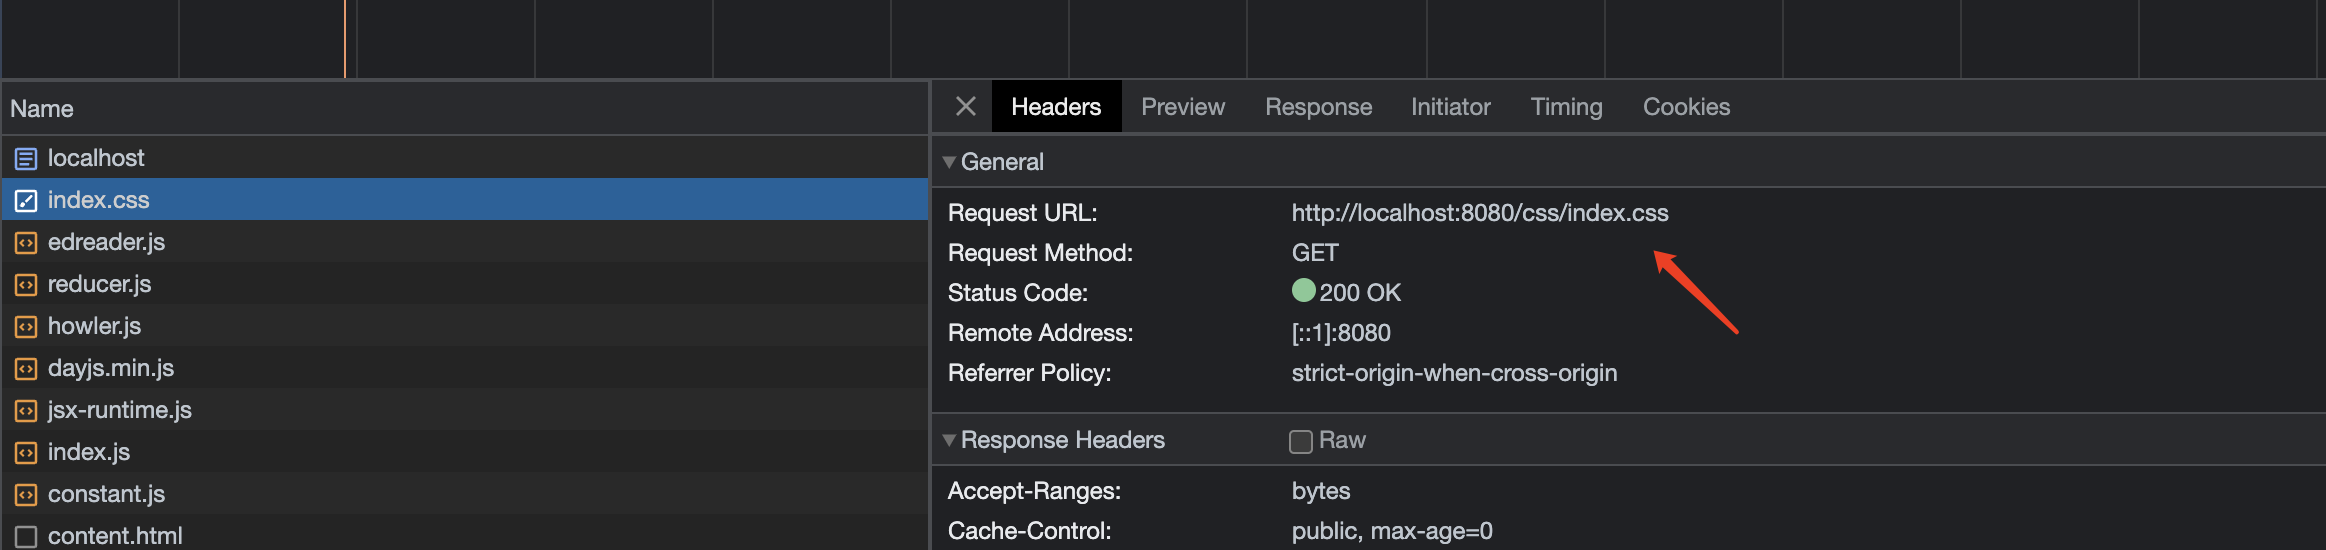 Name
localhost
index.css
edreader.js
reducer.js
howler.js
dayjs.min.js
jsx-runtime.js
index.js
constant.js
content.html
Headers Preview Response Initiator Timing Cookies
General
Request URL: http://localhost:8080/css/index.css
Request Method: GET
Status Code: 200 OK
Remote Address: [::1]:8080
Referrer Policy: strict-origin-when-cross-origin
Response Headers Raw
Accept-Ranges: bytes
Cache-Control: public, max-age=0